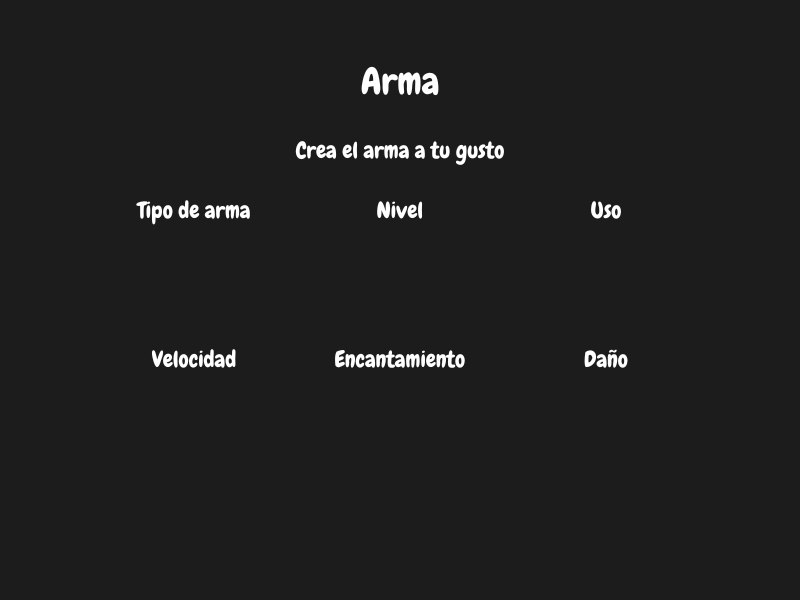 Arma
Crea el arma a tu gusto
Tipo de arma Nivel Uso
Velocidad Encantamiento Daño